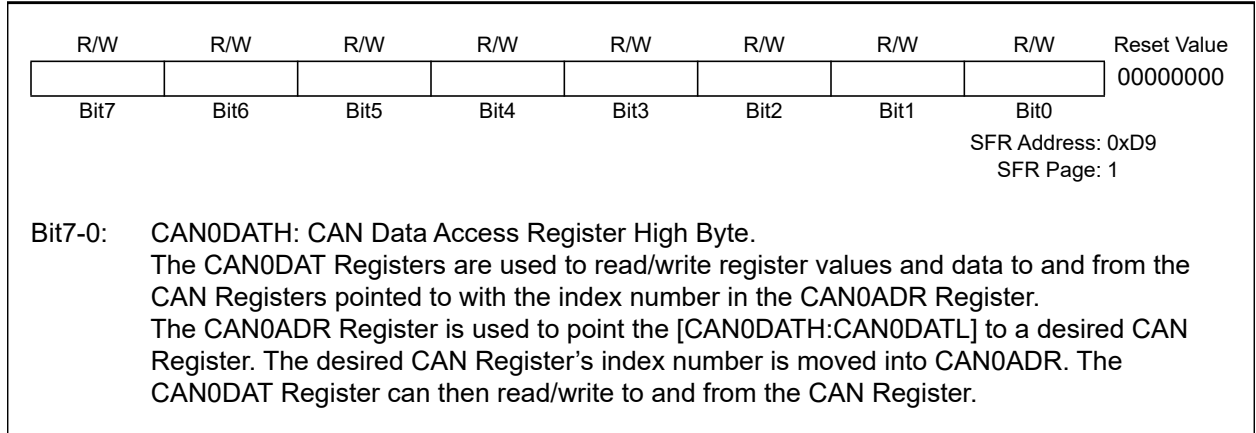 R/W R/W R/W R/W R/W R/W R/W R/W Reset Value
00000000
Bit7 Bit6 Bit5 Bit4 Bit3 Bit2 Bit1 Bit0
SFR Address: 0xD9
SFR Page: 1
Bit7-0: CAN0DATH: CAN Data Access Register High Byte.
The CAN0DAT Registers are used to read/write register values and data to and from the
CAN Registers pointed to with the index number in the CAN0ADR Register.
The CAN0ADR Register is used to point the [CAN0DATH:CAN0DATL] to a desired CAN
Register. The desired CAN Register’s index number is moved into CAN0ADR. The
CAN0DAT Register can then read/write to and from the CAN Register.